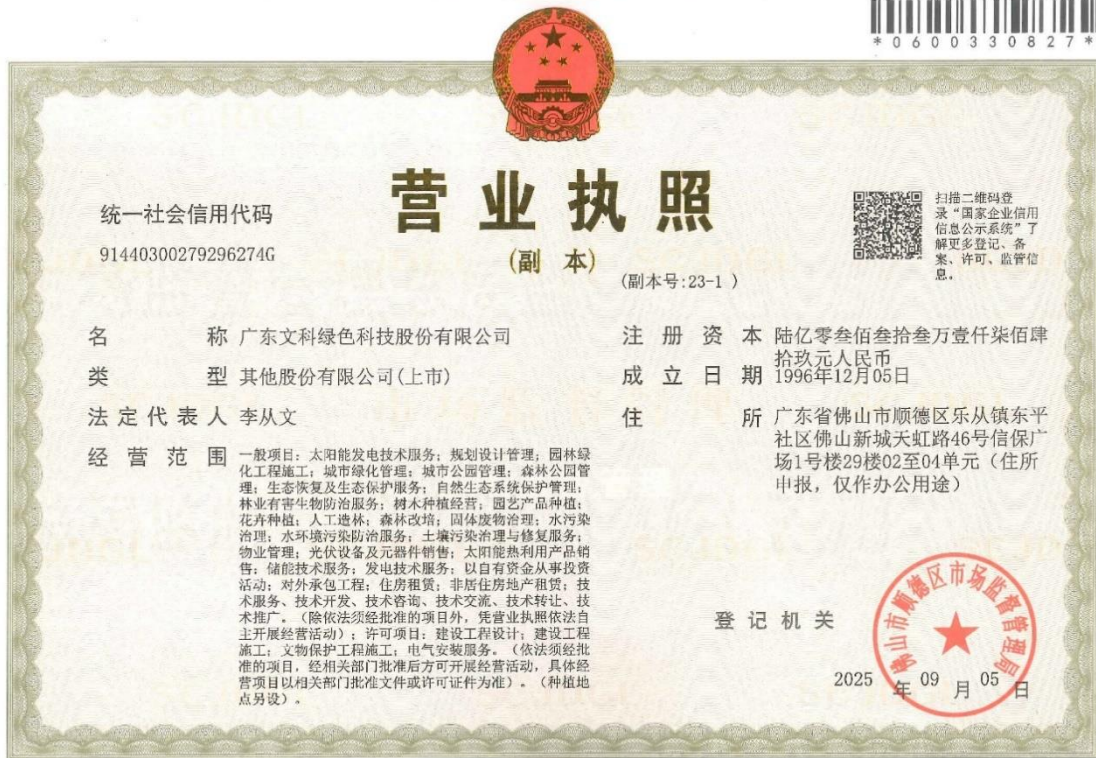 *0600330827*
营业执照
(副 本)
(副本号:23-1 )
统一社会信用代码
91440300279296274G
扫描二维码登
录“国家企业信用
信息公示系统”了
解更多登记、备
案、许可、监管信
息。
名 称 广东文科绿色科技股份有限公司
类 型 其他股份有限公司(上市)
法定代表人 李从文
经营范围 一般项目：太阳能发电技术服务；规划设计管理；园林绿
化工程施工；城市绿化管理；城市公园管理；森林公园管
理；生态恢复及生态保护服务；自然生态系统保护管理；
林业有害生物防治服务；树木种植经营；园艺产品种植；
花卉种植；人工造林；森林改培；固体废物治理；水污染
治理；水环境污染防治服务；土壤污染治理与修复服务；
物业管理；光伏设备及元器件销售；太阳能热利用产品销
售；储能技术服务；发电技术服务；以自有资金从事投资
活动；对外承包工程；住房租赁；非居住房地产租赁；技
术服务、技术开发、技术咨询、技术交流、技术转让、技
术推广。（除依法须经批准的项目外，凭营业执照依法自
主开展经营活动）；许可项目：建设工程设计；建设工程
施工；文物保护工程施工；电气安装服务。（依法须经批
准的项目，经相关部门批准后方可开展经营活动，具体经
营项目以相关部门批准文件或许可证件为准）。（种植地
点另设）。
注册资本 陆亿零叁佰叁拾叁万壹仟柒佰肆
拾玖元人民币
成立日期 1996年12月05日
住 所 广东省佛山市顺德区乐从镇东平
社区佛山新城天虹路46号信保广
场1号楼29楼02至04单元（住所
申报，仅作办公用途）
登记机关
佛山市顺德区市场监督管理局
2025 年 09 月 05 日